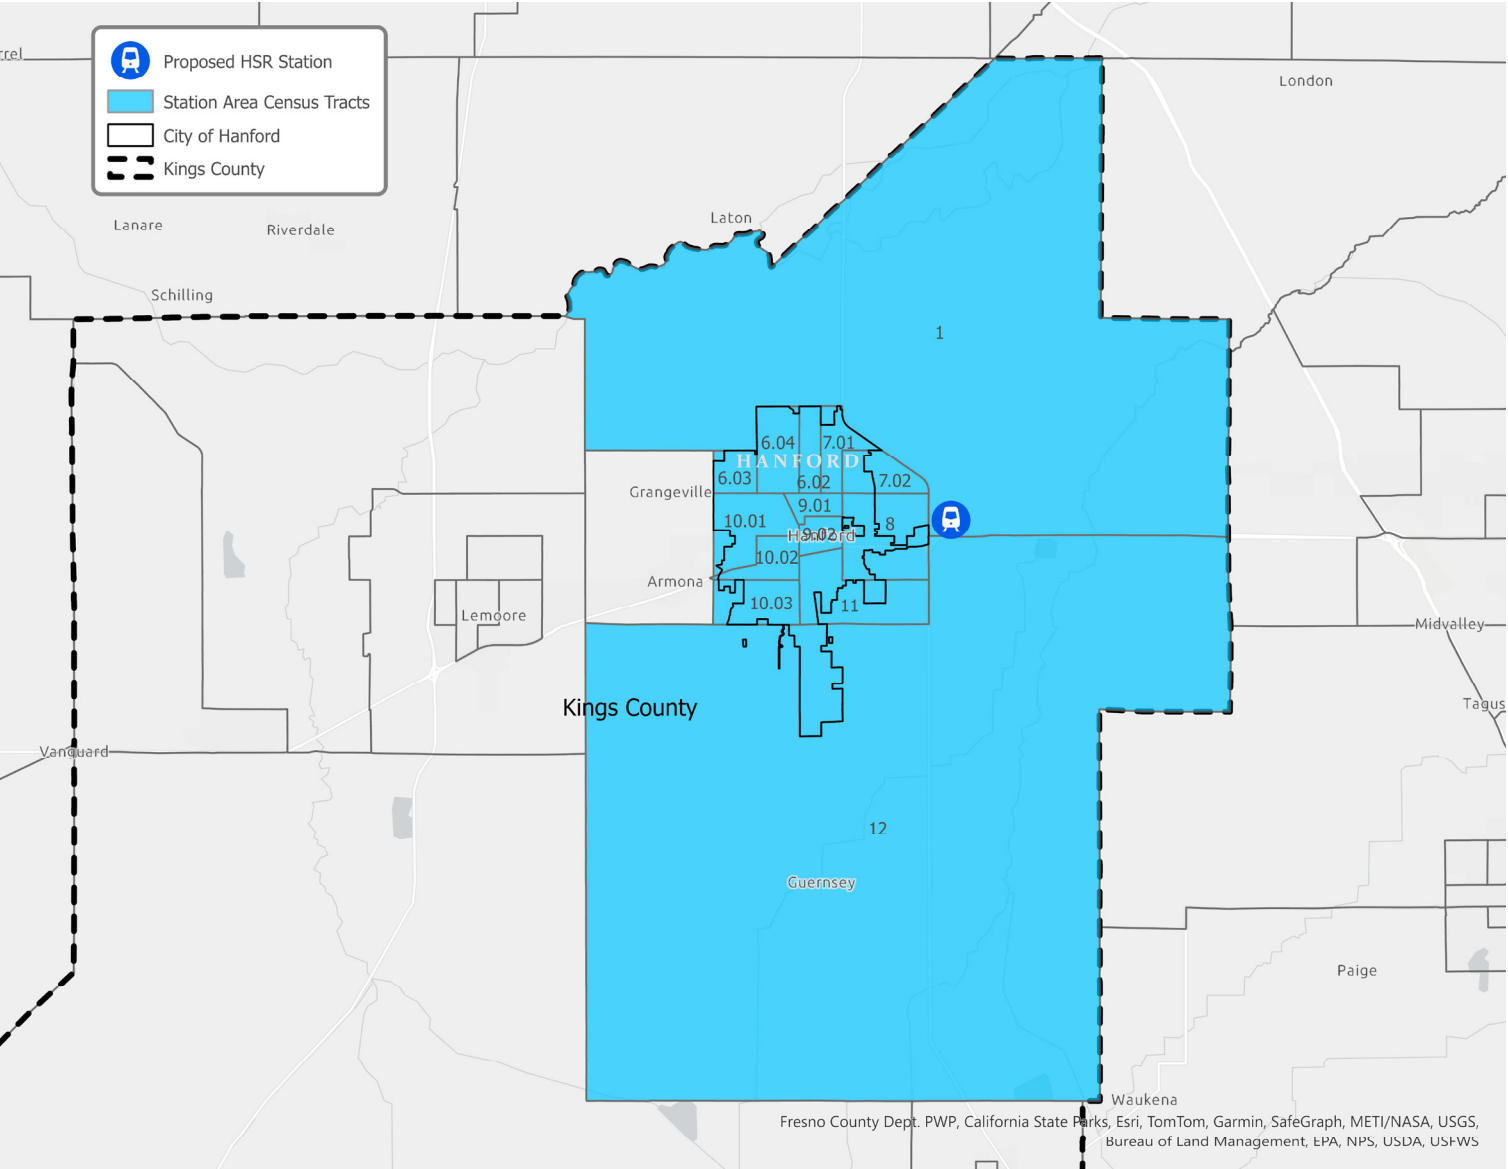 rrel
Proposed HSR Station
Station Area Census Tracts
City of Hanford
Kings County
London
Lanare
Riverdale
Laton
Schilling
1
6.04
7.01
HANFORD
6.03
6.02
7.02
Grangeville
9.01
10.01
8
9.02
Hanford
10.02
Armona
10.03
11
Lemoore
Midvalley
Kings County
Tagus
Vanguard
12
Guernsey
Paige
Waukena
Fresno County Dept. PWP, California State Parks, Esri, TomTom, Garmin, SafeGraph, METI/NASA, USGS,
Bureau of Land Management, EPA, NPS, USDA, USFWS